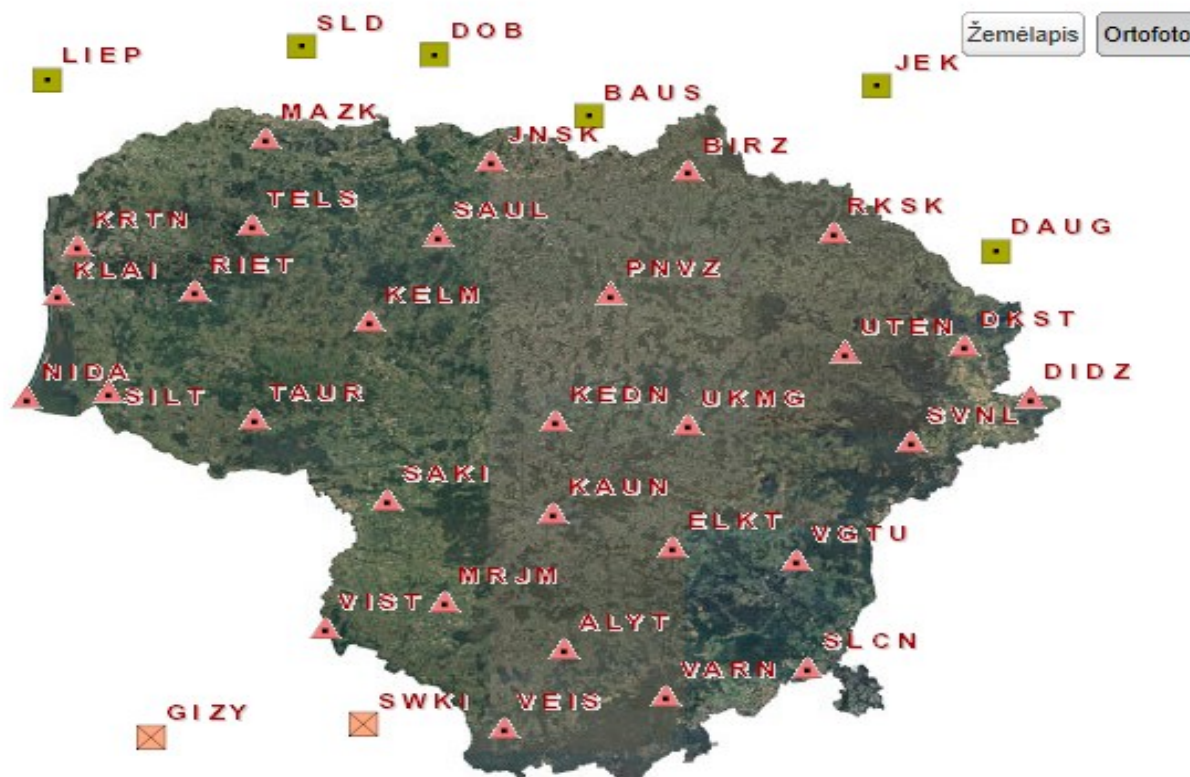 SLD
DOB
Žemėlapis
Ortofoto
LIEP
JEK
BAUS
MAZK
JNSK
BIRZ
TELS
SAUL
RKSK
KRTN
DAUG
KLAI
RIET
PNVZ
KELM
UTEN
DKST
NIDA
SILT
TAUR
KEDN
UKMG
DIDZ
SVNL
SAKI
KAUN
ELKT
VGTU
MRJM
VIST
ALYT
SLCN
VARN
GIZY
SWKI
VEIS